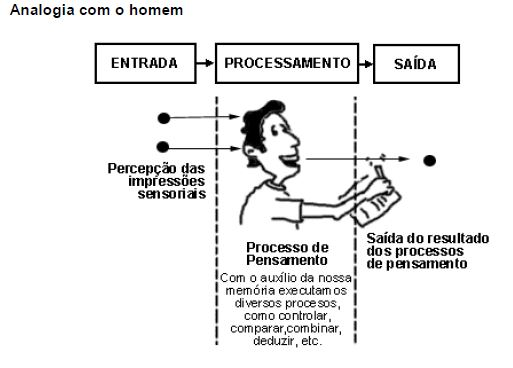 Analogia com o homem
ENTRADA
PROCESSAMENTO
SAÍDA
Percepção das
impressões
sensoriais
Processo de
Pensamento
Com o auxílio da nossa
memória executamos
diversos procesos,
como controlar,
comparar,combinar,
deduzir, etc.
Saída do resultado
dos processos
de pensamento